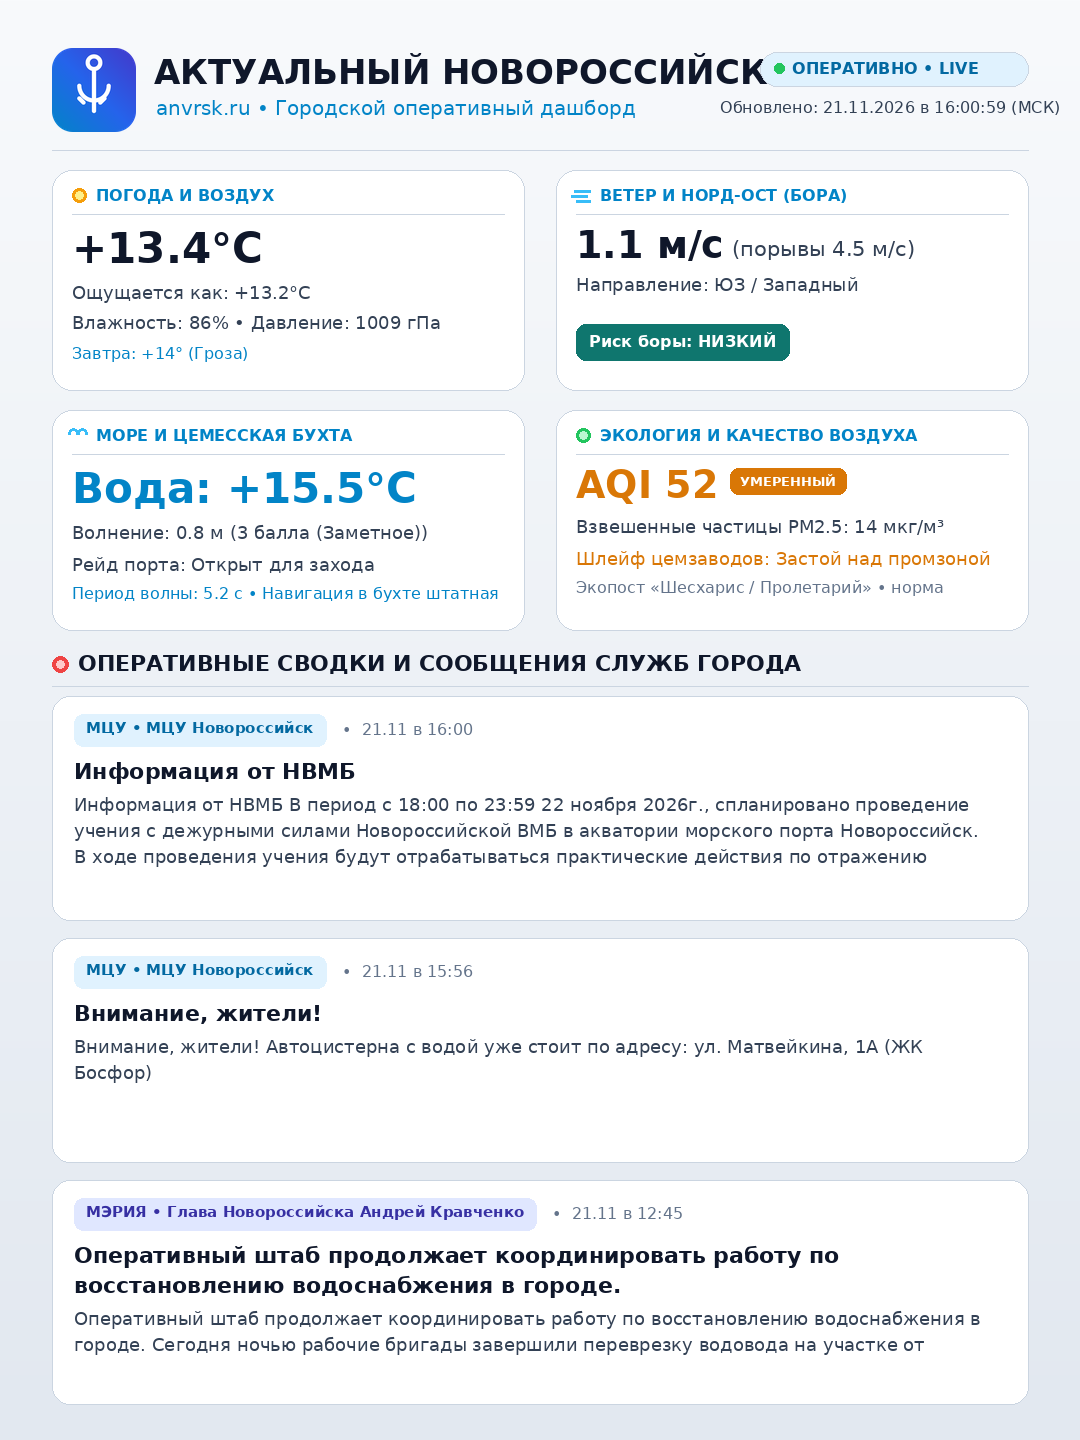 АКТУАЛЬНЫЙ НОВОРОССИЙСК
ОПЕРАТИВНО • LIVE
anvrsk.ru • Городской оперативный дашборд
Обновлено: 21.11.2026 в 16:00:59 (МСК)
ПОГОДА И ВОЗДУХ
+13.4°C
Ощущается как: +13.2°C
Влажность: 86% • Давление: 1009 гПа
Завтра: +14° (Гроза)
ВЕТЕР И НОРД-ОСТ (БОРА)
1.1 м/с (порывы 4.5 м/с)
Направление: ЮЗ / Западный
Риск боры: НИЗКИЙ
МОРЕ И ЦЕМЕССКАЯ БУХТА
Вода: +15.5°C
Волнение: 0.8 м (3 балла (Заметное))
Рейд порта: Открыт для захода
Период волны: 5.2 с • Навигация в бухте штатная
ЭКОЛОГИЯ И КАЧЕСТВО ВОЗДУХА
AQI 52 УМЕРЕННЫЙ
Взвешенные частицы PM2.5: 14 мкг/м³
Шлейф цемзаводов: Застой над промзоной
Экопост «Шесхарис / Пролетарий» • норма
ОПЕРАТИВНЫЕ СВОДКИ И СООБЩЕНИЯ СЛУЖБ ГОРОДА
МЦУ • МЦУ Новороссийск • 21.11 в 16:00
Информация от НВМБ
Информация от НВМБ В период с 18:00 по 23:59 22 ноября 2026г., спланировано проведение
учения с дежурными силами Новороссийской ВМБ в акватории морского порта Новороссийск.
В ходе проведения учения будут отрабатываться практические действия по отражению
МЦУ • МЦУ Новороссийск • 21.11 в 15:56
Внимание, жители!
Внимание, жители! Автоцистерна с водой уже стоит по адресу: ул. Матвейкина, 1А (ЖК
Босфор)
МЭРИЯ • Глава Новороссийска Андрей Кравченко • 21.11 в 12:45
Оперативный штаб продолжает координировать работу по
восстановлению водоснабжения в городе.
Оперативный штаб продолжает координировать работу по восстановлению водоснабжения в
городе. Сегодня ночью рабочие бригады завершили переврезку водовода на участке от